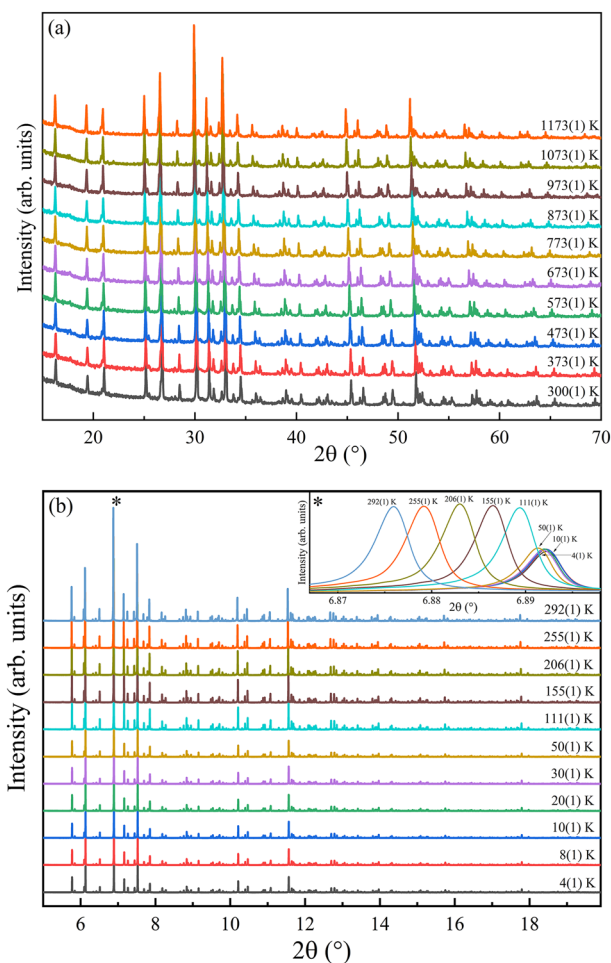 (a)
Intensity (arb. units)
1173(1) K
1073(1) K
973(1) K
873(1) K
773(1) K
673(1) K
573(1) K
473(1) K
373(1) K
300(1) K
20 30 40 50 60 70
2θ (°)
(b)
*
Intensity (arb. units)
*
292(1) K 255(1) K 206(1) K 155(1) K 111(1) K
50(1) K
10(1) K
4(1) K
Intensity (arb. units)
6.87 6.88 6.89
2θ (°)
292(1) K
255(1) K
206(1) K
155(1) K
111(1) K
50(1) K
30(1) K
20(1) K
10(1) K
8(1) K
4(1) K
6 8 10 12 14 16 18
2θ (°)